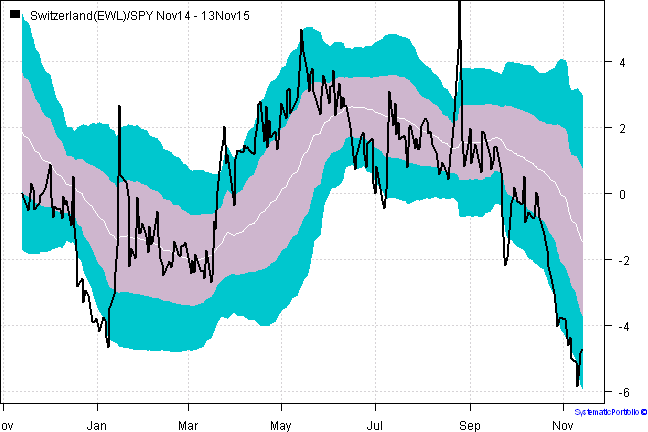 Switzerland(EWL)/SPY Nov14 - 13Nov15
4
2
0
-2
-4
-6
ov Jan Mar May Jul Sep Nov
SystematicPortfolio ©